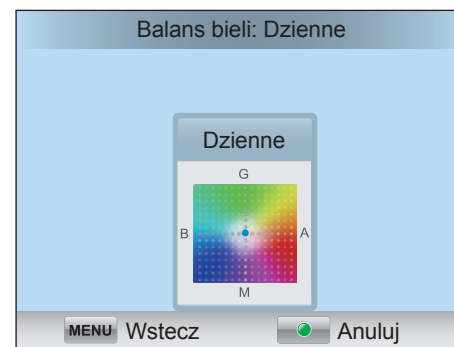 Balans bieli: Dzienne
Dzienne
G
B A
M
MENU Wstecz Anuluj